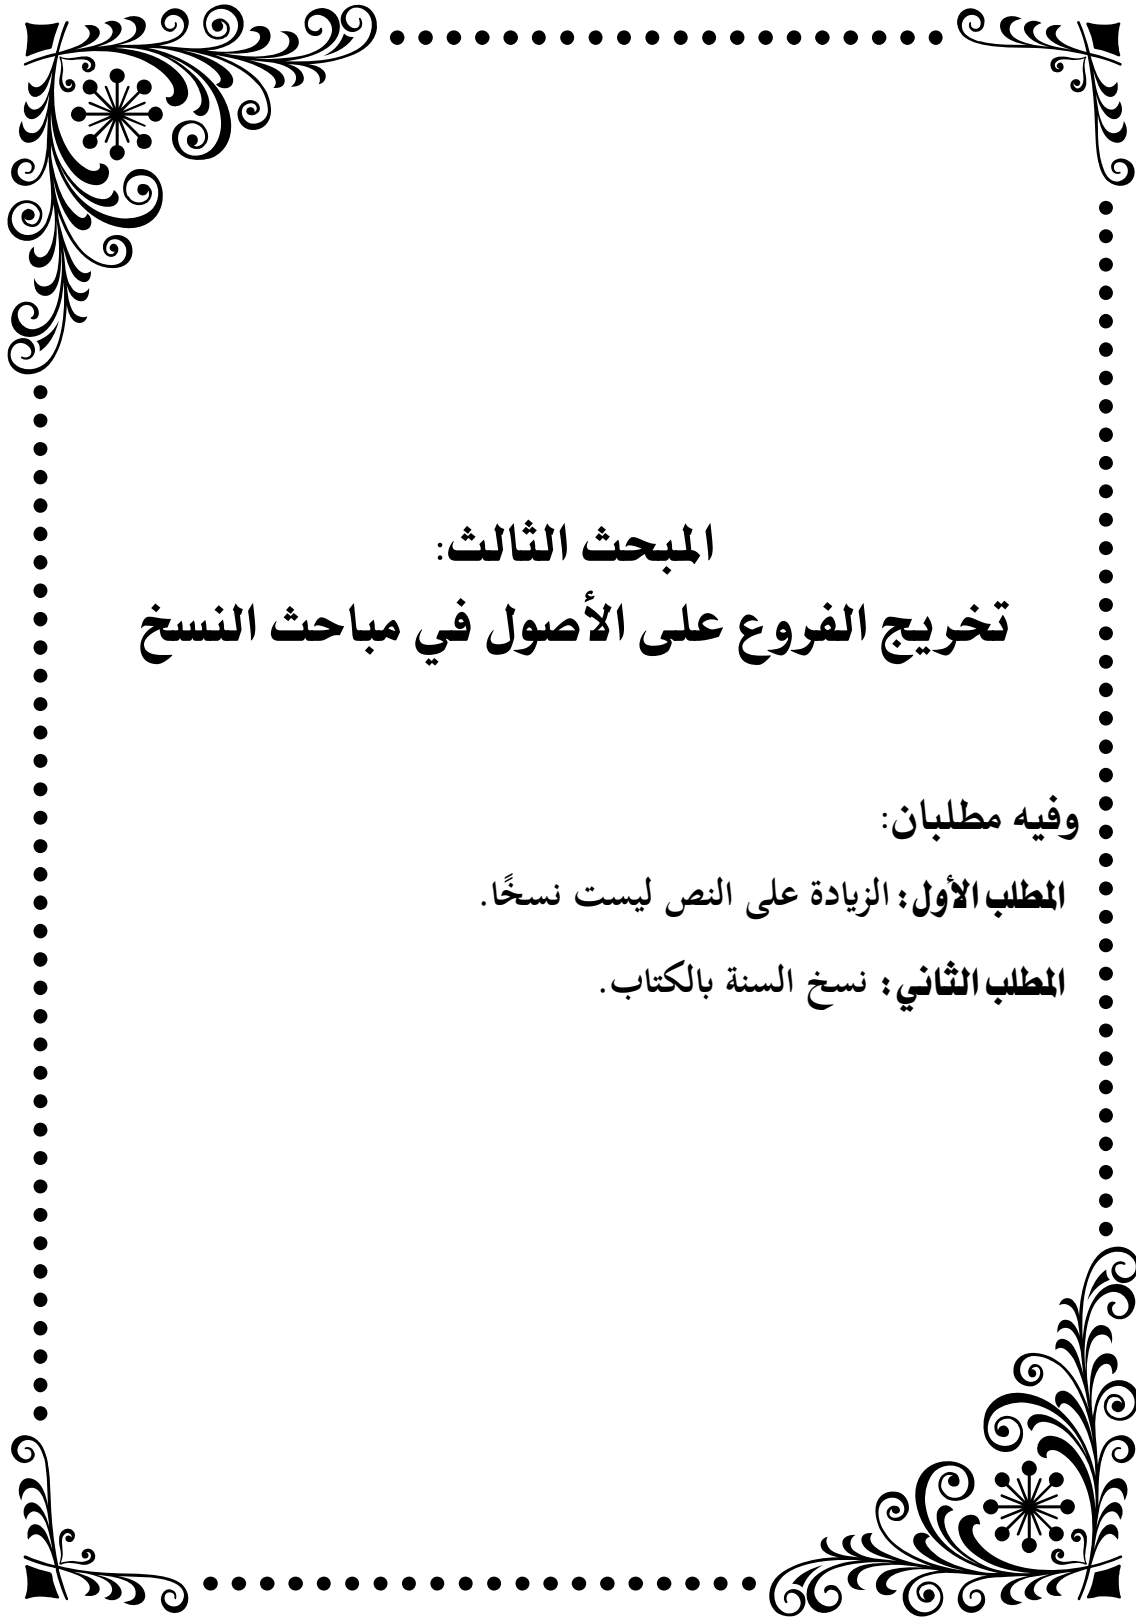 المبحث الثالث:
تخريج الفروع على الأصول في مباحث النسخ
وفيه مطلبان:
المطلب الأول: الزيادة على النص ليست نسخًا.
المطلب الثاني: نسخ السنة بالكتاب.